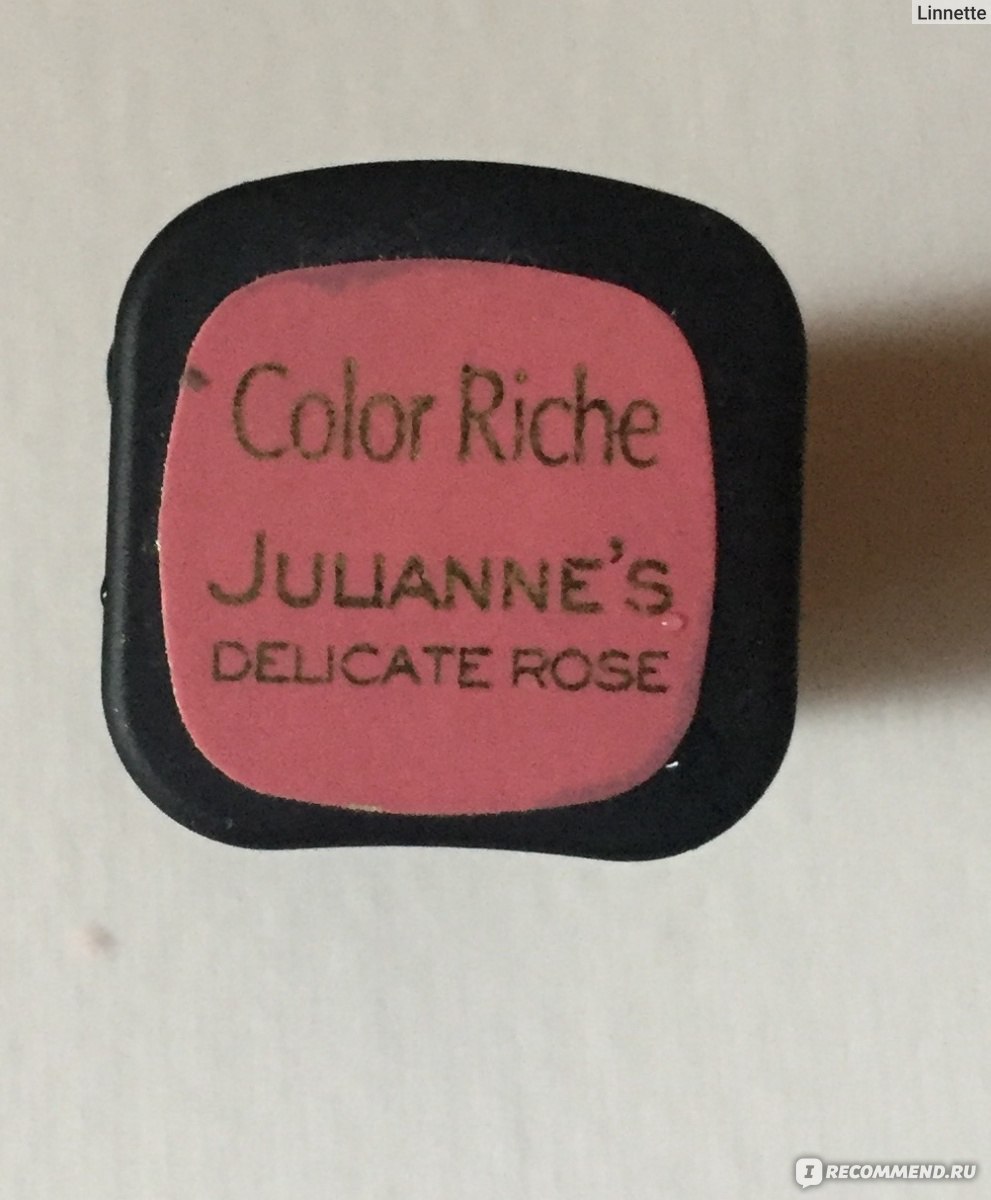 Linnette
Color Riche
JULIANNE'S
DELICATE ROSE
I RECOMMEND.RU